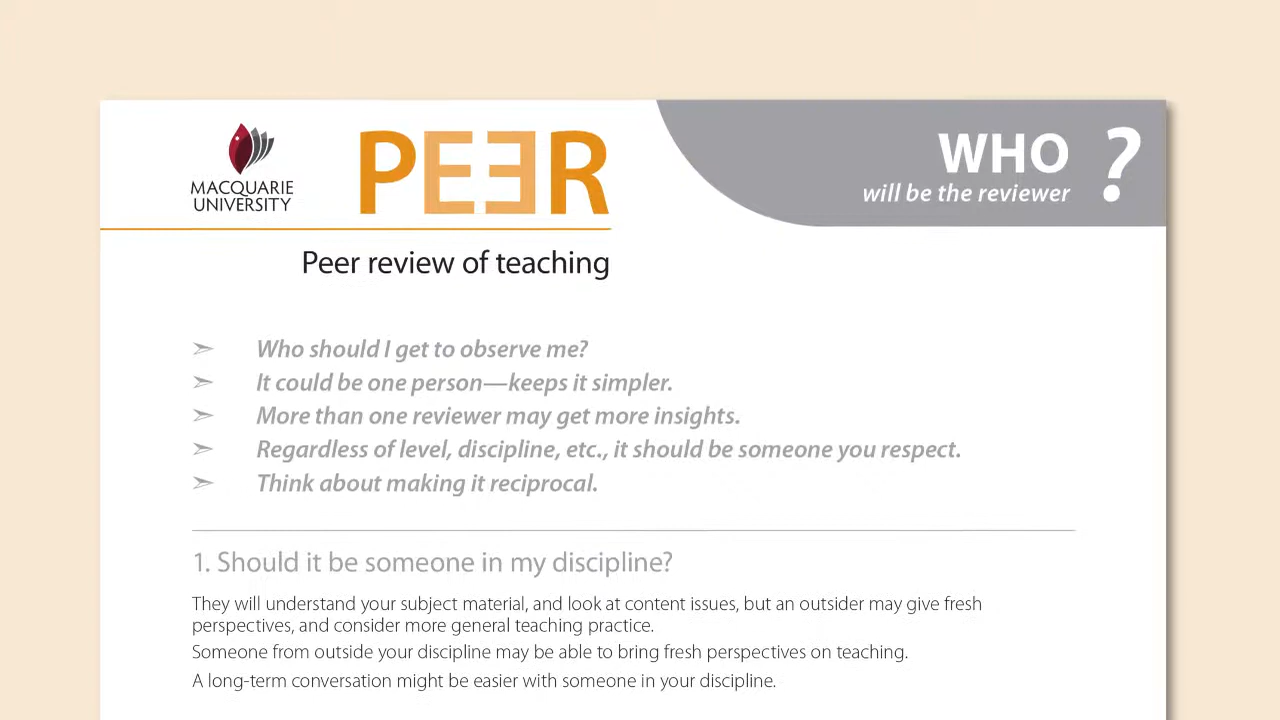 MACQUARIE
UNIVERSITY
PEER
WHO ?
will be the reviewer
Peer review of teaching
➣ Who should I get to observe me?
➣ It could be one person—keeps it simpler.
➣ More than one reviewer may get more insights.
➣ Regardless of level, discipline, etc., it should be someone you respect.
➣ Think about making it reciprocal.
1. Should it be someone in my discipline?
They will understand your subject material, and look at content issues, but an outsider may give fresh
perspectives, and consider more general teaching practice.
Someone from outside your discipline may be able to bring fresh perspectives on teaching.
A long-term conversation might be easier with someone in your discipline.